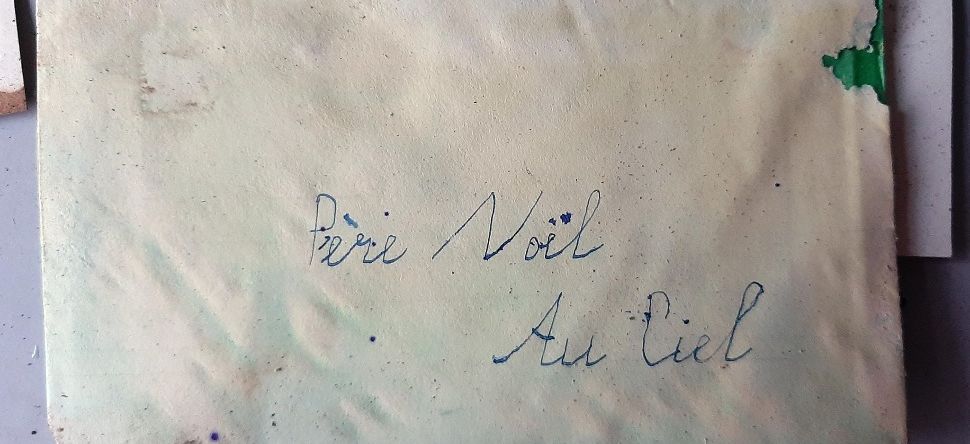 Père Noël
Au Ciel